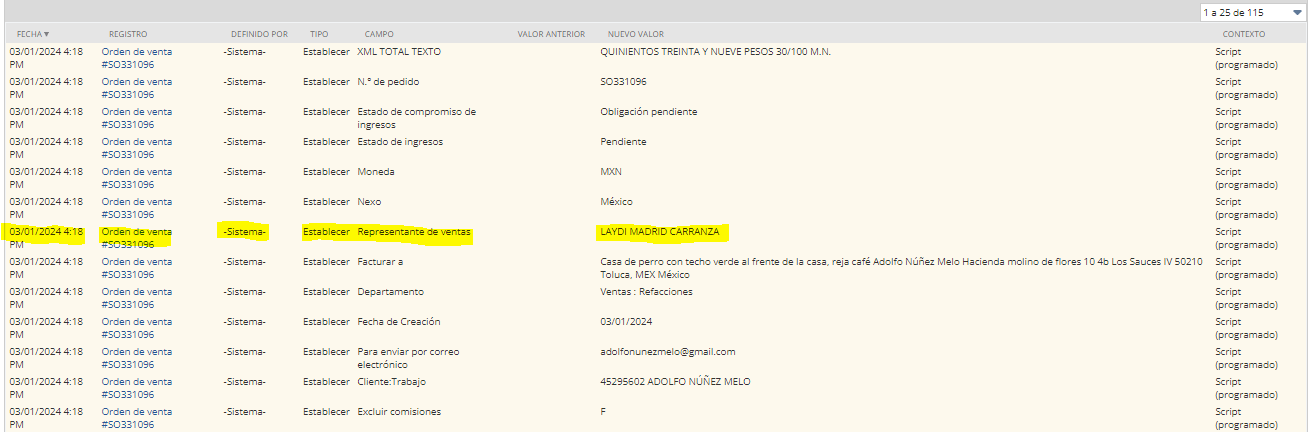 1 a 25 de 115
FECHA ▼ REGISTRO DEFINIDO POR TIPO CAMPO VALOR ANTERIOR NUEVO VALOR CONTEXTO
03/01/2024 4:18 Orden de venta -Sistema- Establecer XML TOTAL TEXTO QUINIENTOS TREINTA Y NUEVE PESOS 30/100 M.N. Script
PM #SO331096 (programado)
03/01/2024 4:18 Orden de venta -Sistema- Establecer N.º de pedido SO331096 Script
PM #SO331096 (programado)
03/01/2024 4:18 Orden de venta -Sistema- Establecer Estado de compromiso de Obligación pendiente Script
PM #SO331096 ingresos (programado)
03/01/2024 4:18 Orden de venta -Sistema- Establecer Estado de ingresos Pendiente Script
PM #SO331096 (programado)
03/01/2024 4:18 Orden de venta -Sistema- Establecer Moneda MXN Script
PM #SO331096 (programado)
03/01/2024 4:18 Orden de venta -Sistema- Establecer Nexo México Script
PM #SO331096 (programado)
03/01/2024 4:18 Orden de venta -Sistema- Establecer Representante de ventas LAYDI MADRID CARRANZA Script
PM #SO331096 (programado)
03/01/2024 4:18 Orden de venta -Sistema- Establecer Facturar a Casa de perro con techo verde al frente de la casa, reja café Adolfo Núñez Melo Hacienda molino de flores 10 4b Los Sauces IV 50210 Script
PM #SO331096 Toluca, MEX México (programado)
03/01/2024 4:18 Orden de venta -Sistema- Establecer Departamento Ventas : Refacciones Script
PM #SO331096 (programado)
03/01/2024 4:18 Orden de venta -Sistema- Establecer Fecha de Creación 03/01/2024 Script
PM #SO331096 (programado)
03/01/2024 4:18 Orden de venta -Sistema- Establecer Para enviar por correo adolfonunezmelo@gmail.com Script
PM #SO331096 electrónico (programado)
03/01/2024 4:18 Orden de venta -Sistema- Establecer Cliente:Trabajo 45295602 ADOLFO NÚÑEZ MELO Script
PM #SO331096 (programado)
03/01/2024 4:18 Orden de venta -Sistema- Establecer Excluir comisiones F Script
PM #SO331096 (programado)